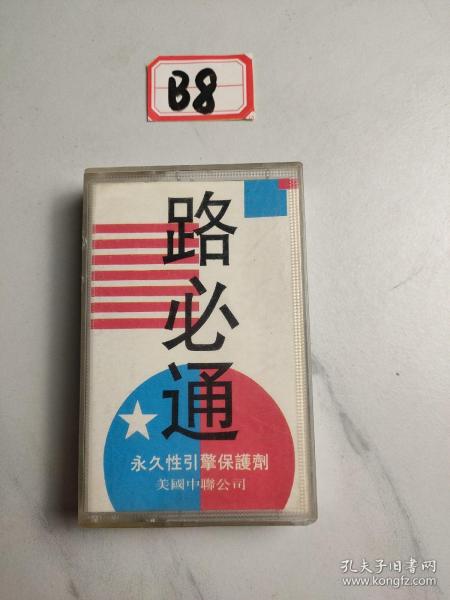 B8
路必通
永久性引擎保護劑
美國中聯公司
孔夫子旧书网
www.kongfz.com